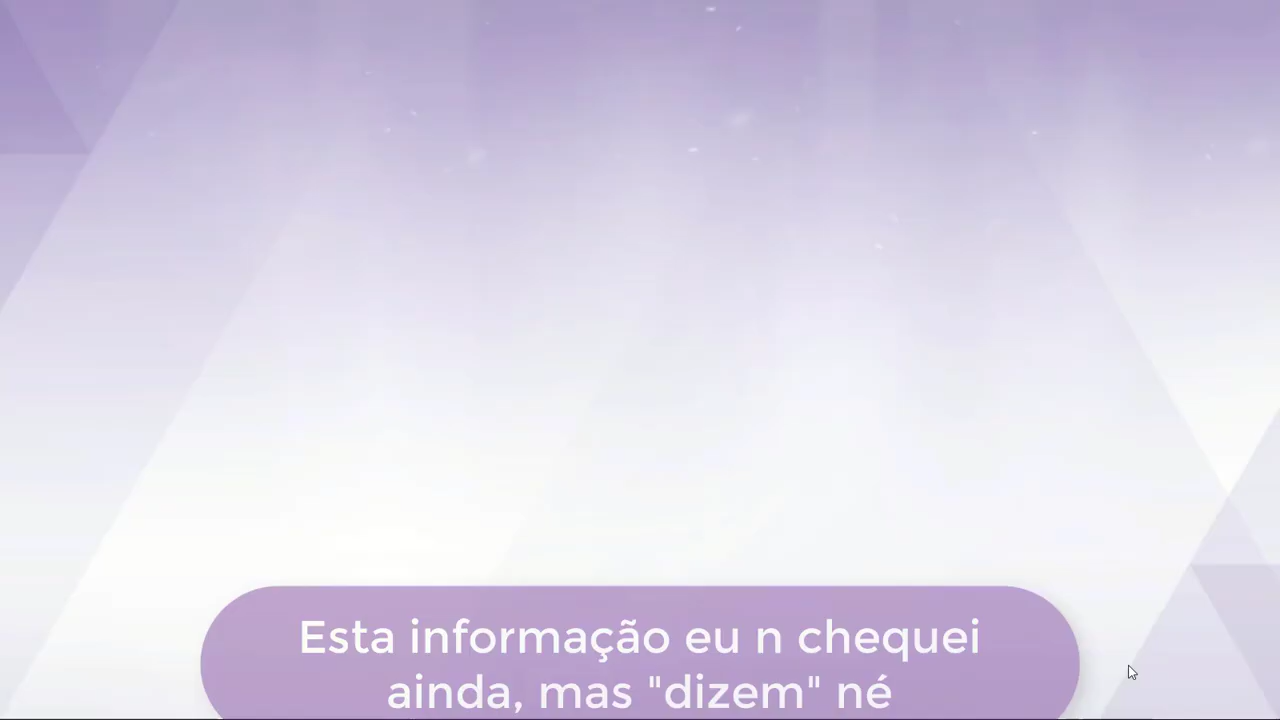 Esta informação eu n chequei
ainda, mas "dizem" né